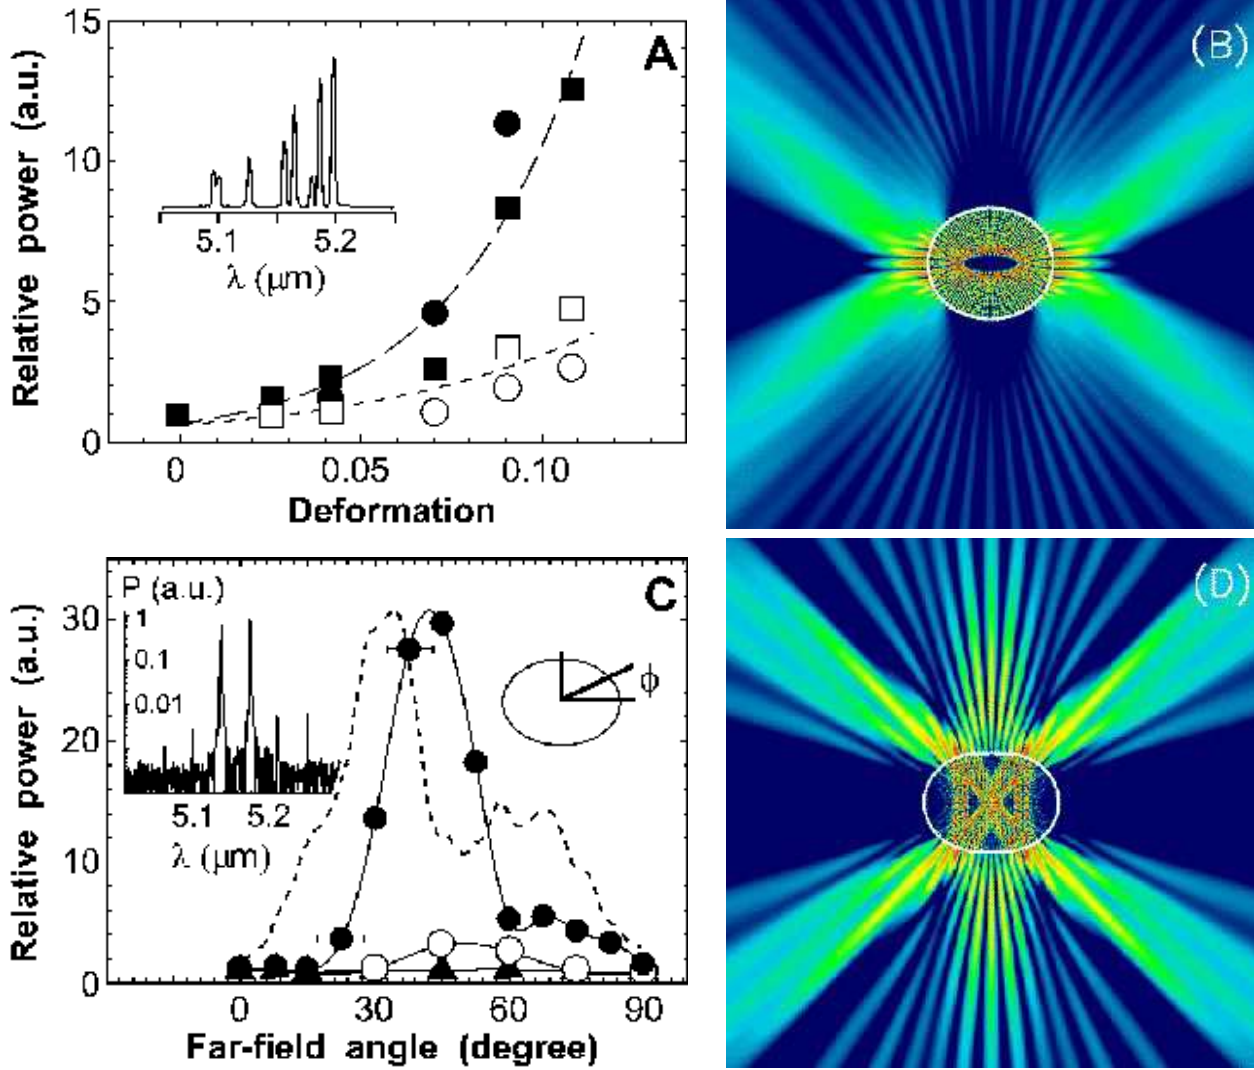 A
Relative power (a.u.)
15
10
5
0
5.1 5.2
λ (μm)
0 0.05 0.10
Deformation
(B)
C
P (a.u.)
1
0.1
0.01
5.1 5.2
λ (μm)
ϕ
Relative power (a.u.)
30
20
10
0
0 30 60 90
Far-field angle (degree)
(D)